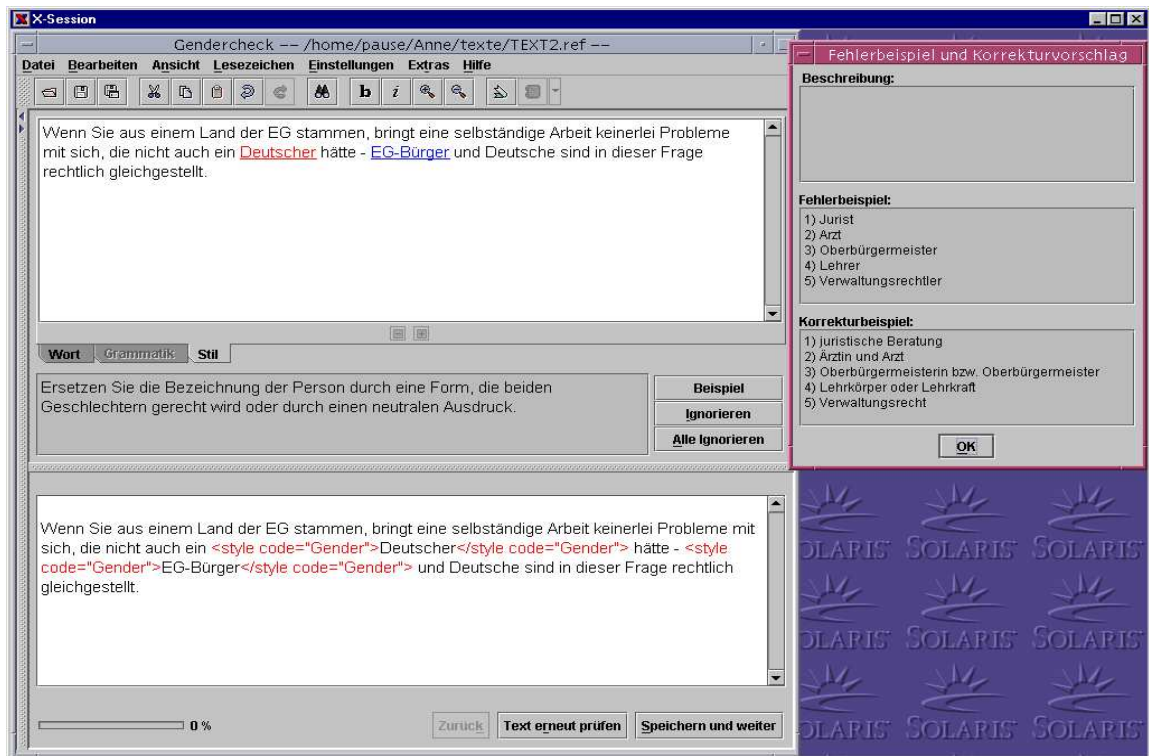 X-Session
Gendercheck -- /home/pause/Anne/texte/TEXT2.ref --
Datei Bearbeiten Ansicht Lesezeichen Einstellungen Extras Hilfe
b i
Wenn Sie aus einem Land der EG stammen, bringt eine selbständige Arbeit keinerlei Probleme
mit sich, die nicht auch ein Deutscher hätte - EG-Bürger und Deutsche sind in dieser Frage
rechtlich gleichgestellt.
Wort Grammatik Stil
Ersetzen Sie die Bezeichnung der Person durch eine Form, die beiden
Geschlechtern gerecht wird oder durch einen neutralen Ausdruck.
Beispiel
Ignorieren
Alle Ignorieren
Wenn Sie aus einem Land der EG stammen, bringt eine selbständige Arbeit keinerlei Probleme mit
sich, die nicht auch ein <style code="Gender">Deutscher</style code="Gender"> hätte - <style
code="Gender">EG-Bürger</style code="Gender"> und Deutsche sind in dieser Frage rechtlich
gleichgestellt.
0 %
Zurück Text erneut prüfen Speichern und weiter
Fehlerbeispiel und Korrekturvorschlag
Beschreibung:
Fehlerbeispiel:
1) Jurist
2) Arzt
3) Oberbürgermeister
4) Lehrer
5) Verwaltungsrechtler
Korrekturbeispiel:
1) juristische Beratung
2) Ärztin und Arzt
3) Oberbürgermeisterin bzw. Oberbürgermeister
4) Lehrkörper oder Lehrkraft
5) Verwaltungsrecht
OK
OLARIS SOLARIS SOLARIS
OLARIS SOLARIS SOLARIS
OLARIS SOLARIS SOLARIS